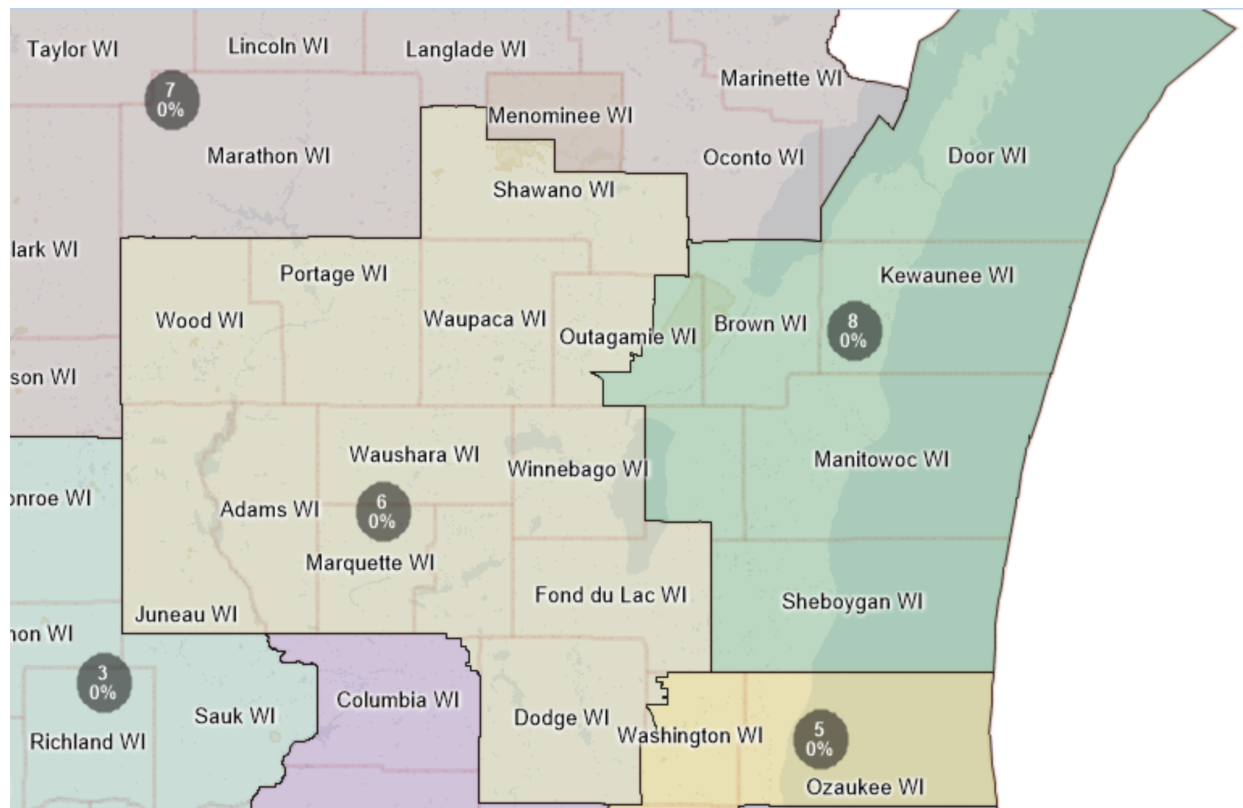 Taylor WI
Lincoln WI
Langlade WI
Marinette WI
7
0%
Menominee WI
Marathon WI
Oconto WI
Door WI
Shawano WI
lark WI
Portage WI
Kewaunee WI
Wood WI
Waupaca WI
Outagamie WI
Brown WI
8
0%
son WI
Waushara WI
Winnebago WI
Manitowoc WI
onroe WI
Adams WI
6
0%
Marquette WI
Fond du Lac WI
Sheboygan WI
Juneau WI
non WI
3
0%
Columbia WI
Sauk WI
Dodge WI
Richland WI
Washington WI
5
0%
Ozaukee WI